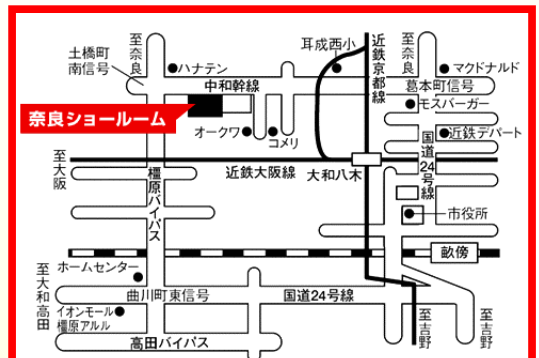 至奈良
土橋町
南信号
ハナテン
中和幹線
耳成西小
近鉄京都線
至奈良
マクドナルド
葛本町信号
モスバーガー
奈良ショールーム
オークワ
コメリ
近鉄デパート
国道24号線
至大阪
橿原バイパス
近鉄大阪線
大和八木
市役所
畝傍
至大和高田
ホームセンター
曲川町東信号
国道24号線
イオンモール
橿原アルル
高田バイパス
至吉野
至吉野